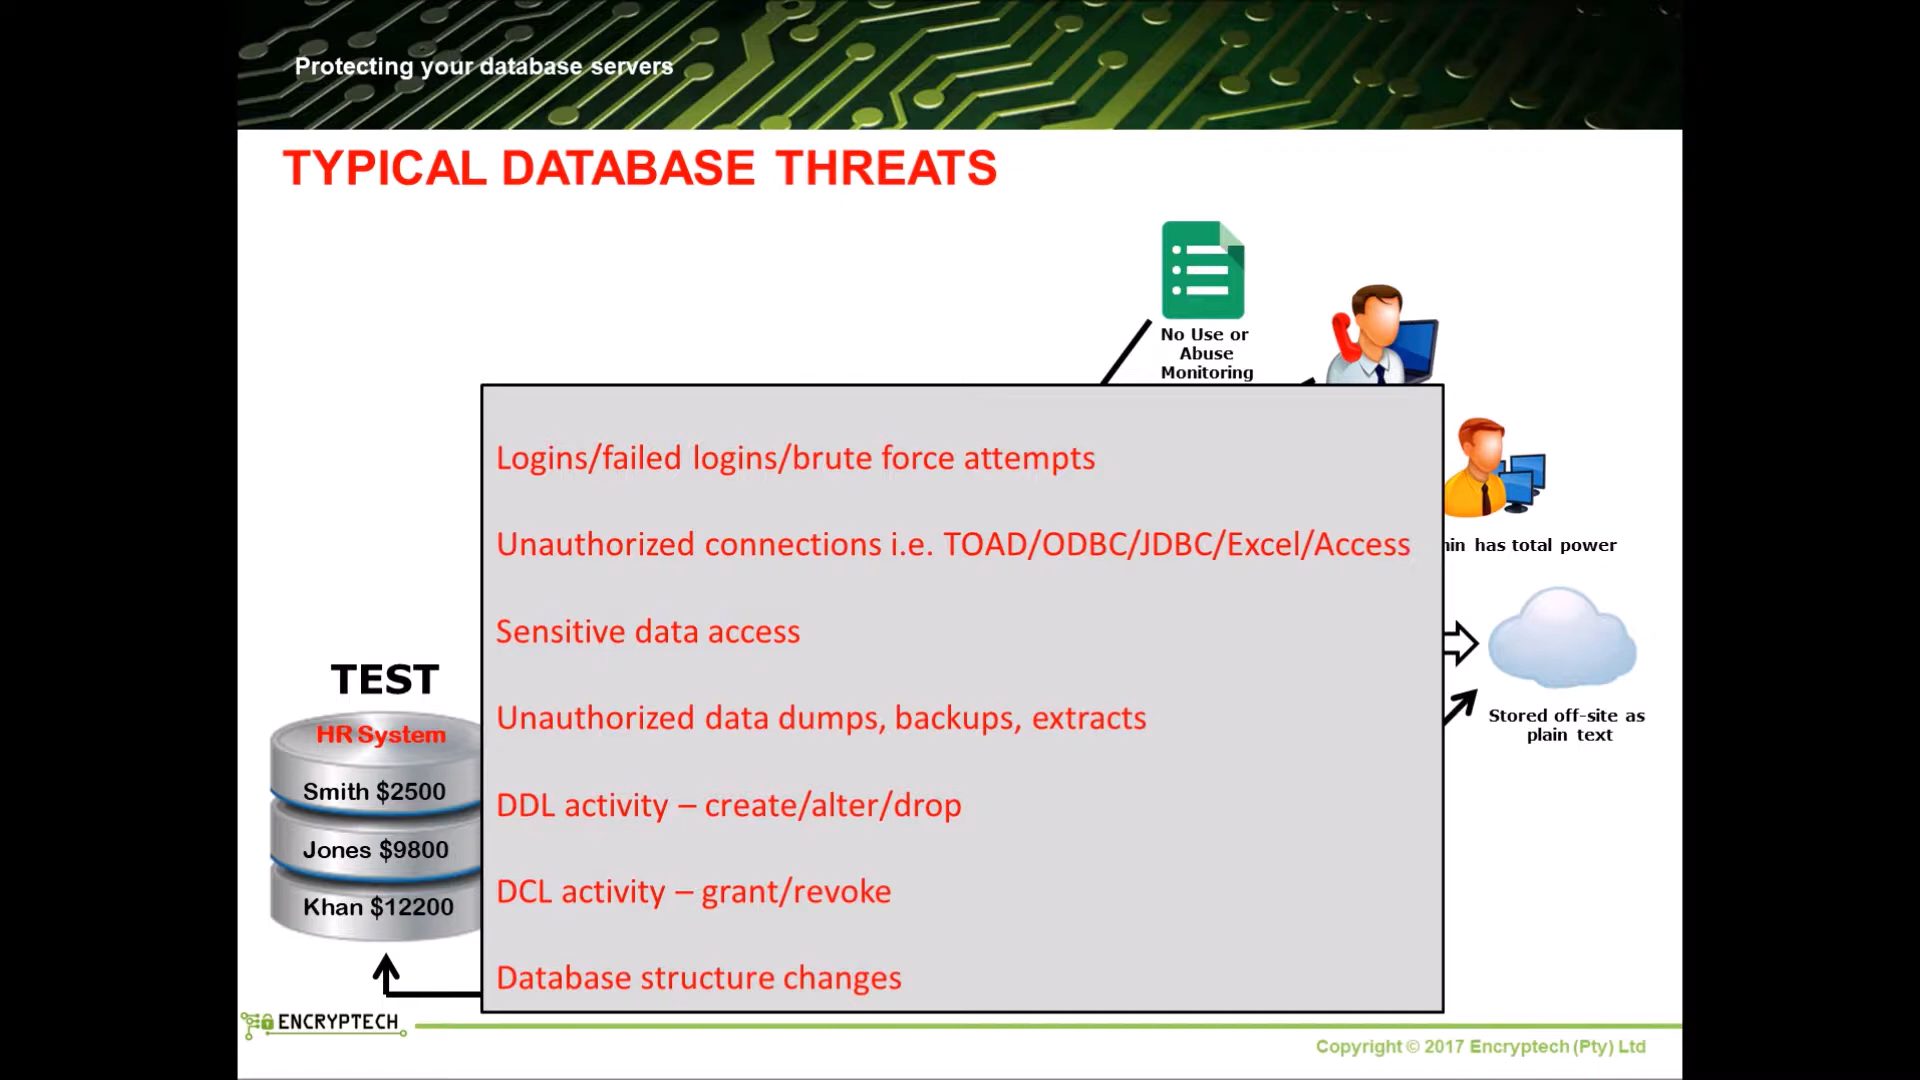 Protecting your database servers
TYPICAL DATABASE THREATS
No Use or
Abuse
Monitoring
Logins/failed logins/brute force attempts
Unauthorized connections i.e. TOAD/ODBC/JDBC/Excel/Access
has total power
Sensitive data access
TEST
HR System
Unauthorized data dumps, backups, extracts
Stored off-site as
plain text
Smith $2500
DDL activity – create/alter/drop
Jones $9800
DCL activity – grant/revoke
Khan $12200
Database structure changes
ENCRYPTECH
Copyright © 2017 Encryptech (Pty) Ltd